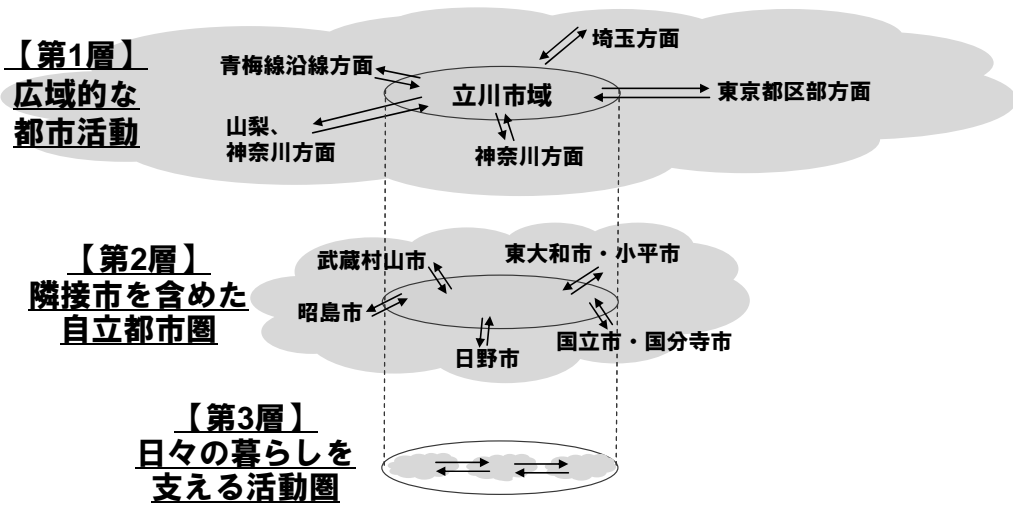 【第1層】
広域的な
都市活動
埼玉方面
青梅線沿線方面
立川市域
東京都区部方面
山梨、
神奈川方面
神奈川方面
【第2層】
隣接市を含めた
自立都市圏
武蔵村山市
東大和市・小平市
昭島市
日野市
国立市・国分寺市
【第3層】
日々の暮らしを
支える活動圏